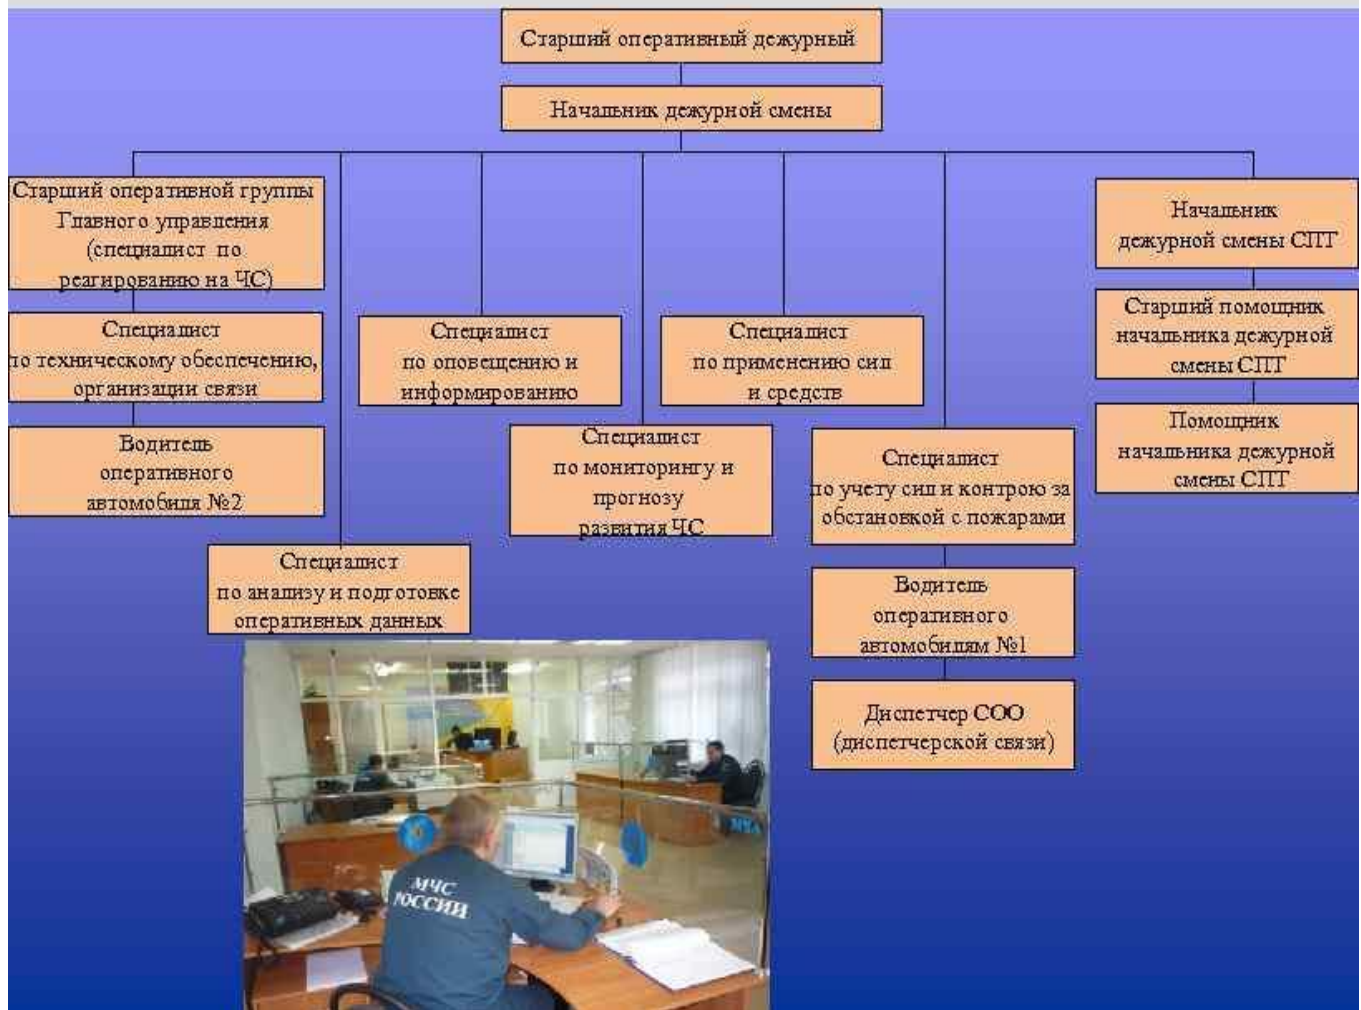 Старший оперативный дежурный
Начальник дежурной смены
Старший оперативной группы
Главного управления
(специалист по
реагированию на ЧС)
Специалист
по техническому обеспечению,
организации связи
Водитель
оперативного
автомобиля №2
Специалист
по анализу и подготовке
оперативных данных
Специалист
по оповещению и
информированию
Специалист
по мониторингу и
прогнозу
развития ЧС
Специалист
по применению сил
и средств
Специалист
по учету сил и контрою за
обстановкой с пожарами
Водитель
оперативного
автомобилям №1
Диспетчер СОО
(диспетчерской связи)
Начальник
дежурной смены СПТ
Старший помощник
начальника дежурной
смены СПТ
Помощник
начальника дежурной
смены СПТ
МЧС
РОССИИ